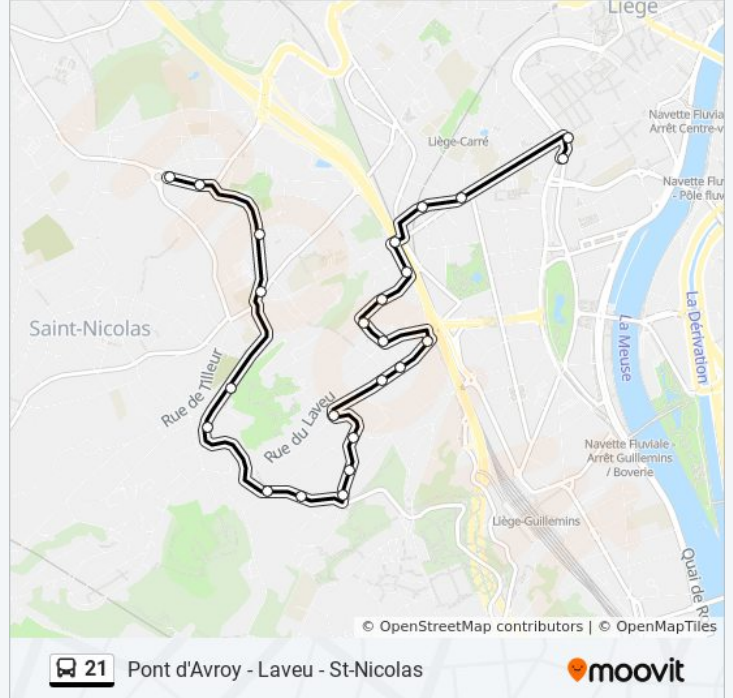 Liège
Navette Fluvia
Arrêt Centre-v
Liège-Carré
Navette Flu
- Pôle fluv
Saint-Nicolas
La Meuse
La Dérivation
Rue de Tilleur
Rue du Laveu
Navette Fluviale -
Arrêt Guillemins
/ Boverie
Liège-Guillemins
Quai de R
© OpenStreetMap contributors | © OpenMapTiles
21 Pont d'Avroy - Laveu - St-Nicolas
moovit